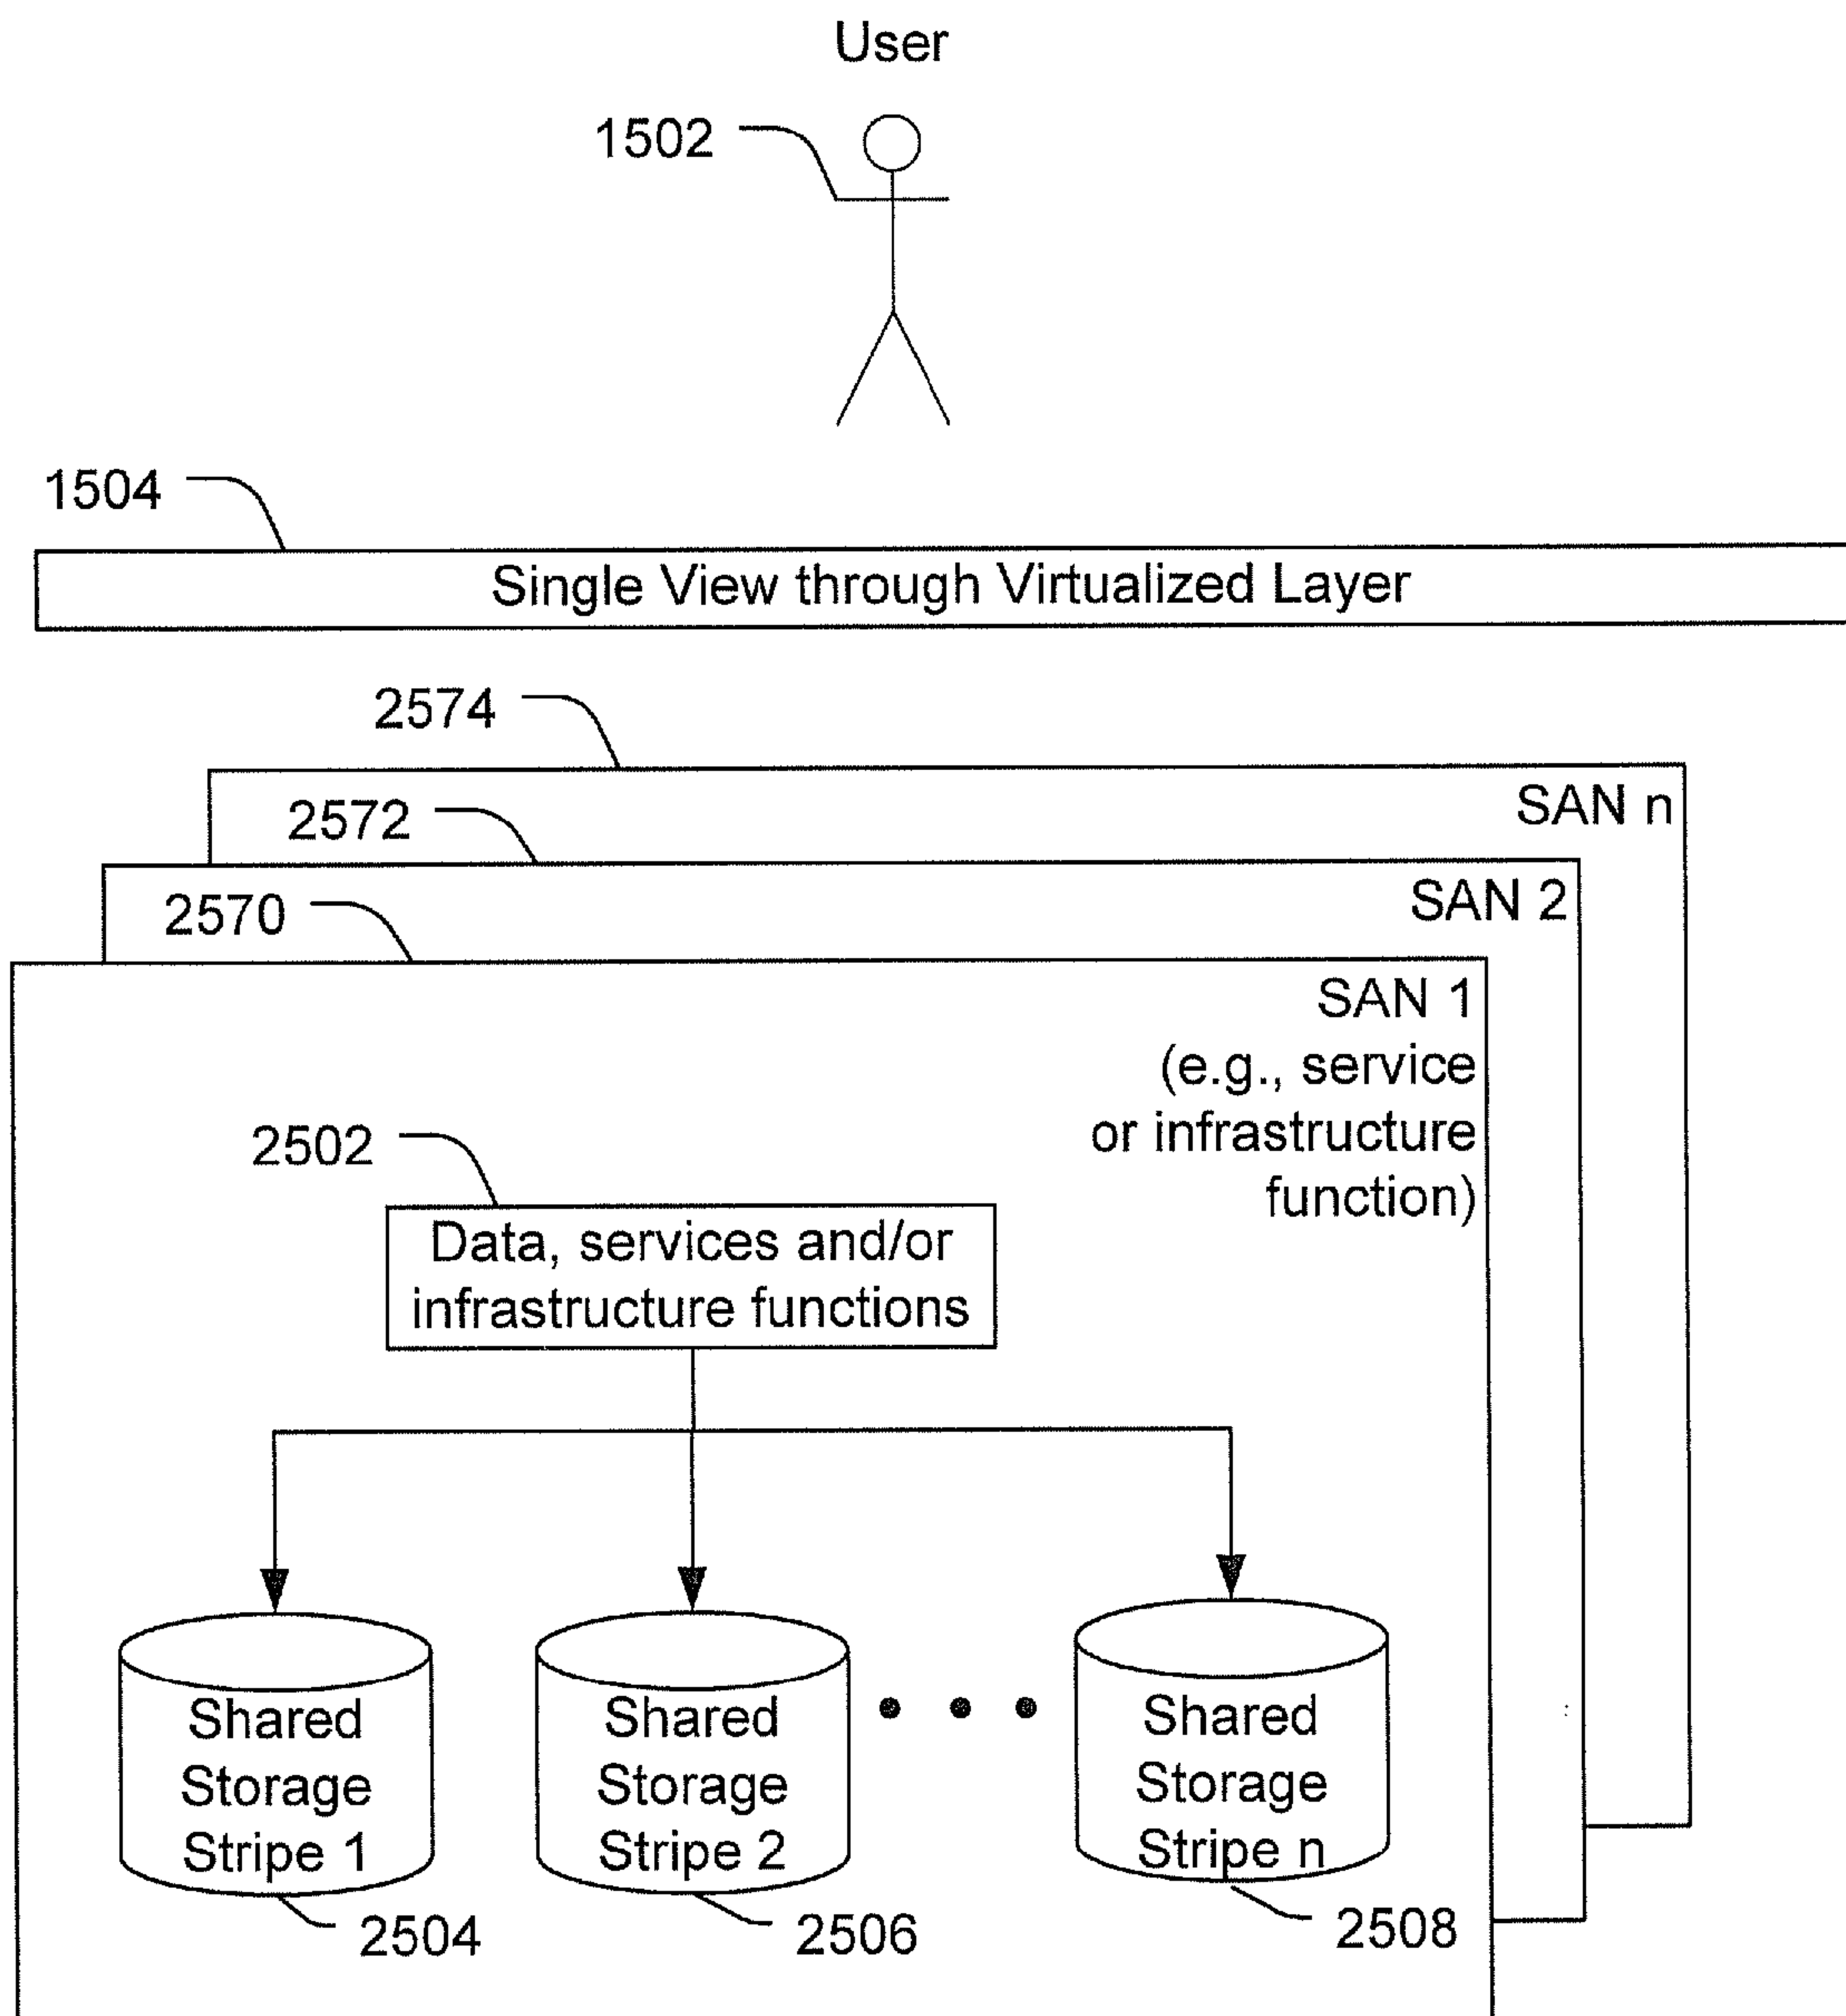 User
1502
1504
Single View through Virtualized Layer
2574
SAN n
2572
SAN 2
2570
SAN 1
(e.g., service
or infrastructure
function)
2502
Data, services and/or
infrastructure functions
Shared
Storage
Stripe 1
Shared
Storage
Stripe 2
Shared
Storage
Stripe n
2504
2506
2508